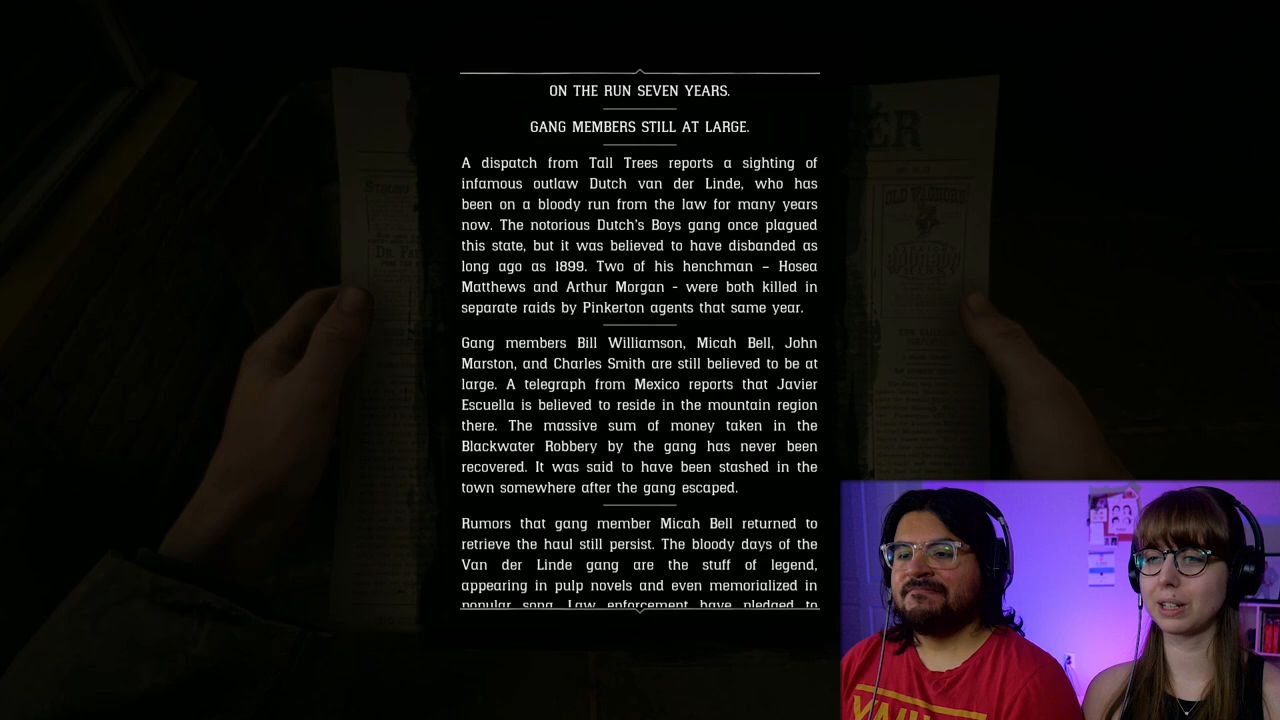 ON THE RUN SEVEN YEARS.
GANG MEMBERS STILL AT LARGE.
A dispatch from Tall Trees reports a sighting of
infamous outlaw Dutch van der Linde, who has
been on a bloody run from the law for many years
now. The notorious Dutch's Boys gang once plagued
this state, but it was believed to have disbanded as
long ago as 1899. Two of his henchman – Hosea
Matthews and Arthur Morgan - were both killed in
separate raids by Pinkerton agents that same year.
Gang members Bill Williamson, Micah Bell, John
Marston, and Charles Smith are still believed to be at
large. A telegraph from Mexico reports that Javier
Escuella is believed to reside in the mountain region
there. The massive sum of money taken in the
Blackwater Robbery by the gang has never been
recovered. It was said to have been stashed in the
town somewhere after the gang escaped.
Rumors that gang member Micah Bell returned to
retrieve the haul still persist. The bloody days of the
Van der Linde gang are the stuff of legend,
appearing in pulp novels and even memorialized in
popular song. Law enforcement have pledged to